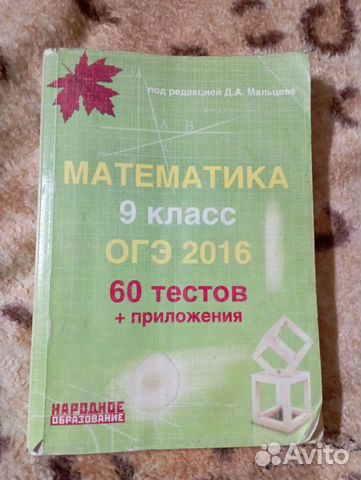 под редакцией Д.А. Мальцева
А В
МАТЕМАТИКА
9 класс
ОГЭ 2016
60 тестов
+ приложения
НАРОДНОЕ
ОБРАЗОВАНИЕ
Avito